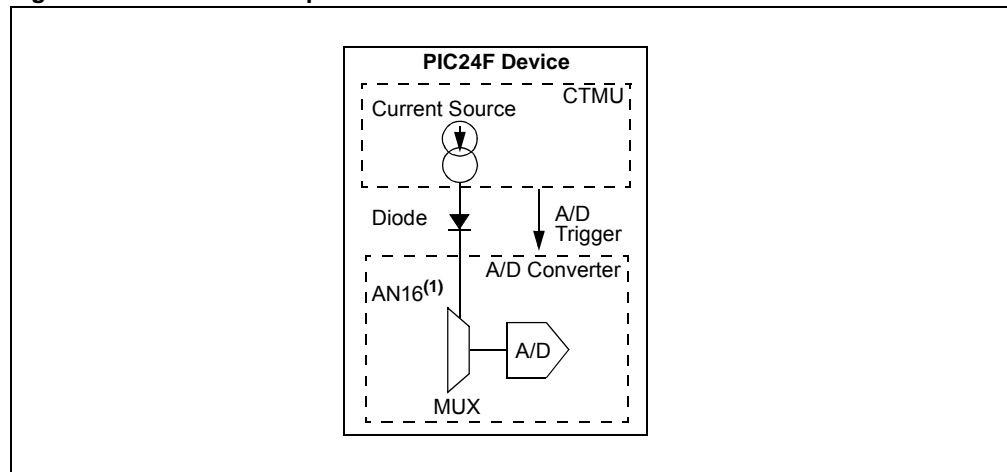 PIC24F Device
CTMU
Current Source
Diode
A/D
Trigger
A/D Converter
AN16(1)
A/D
MUX